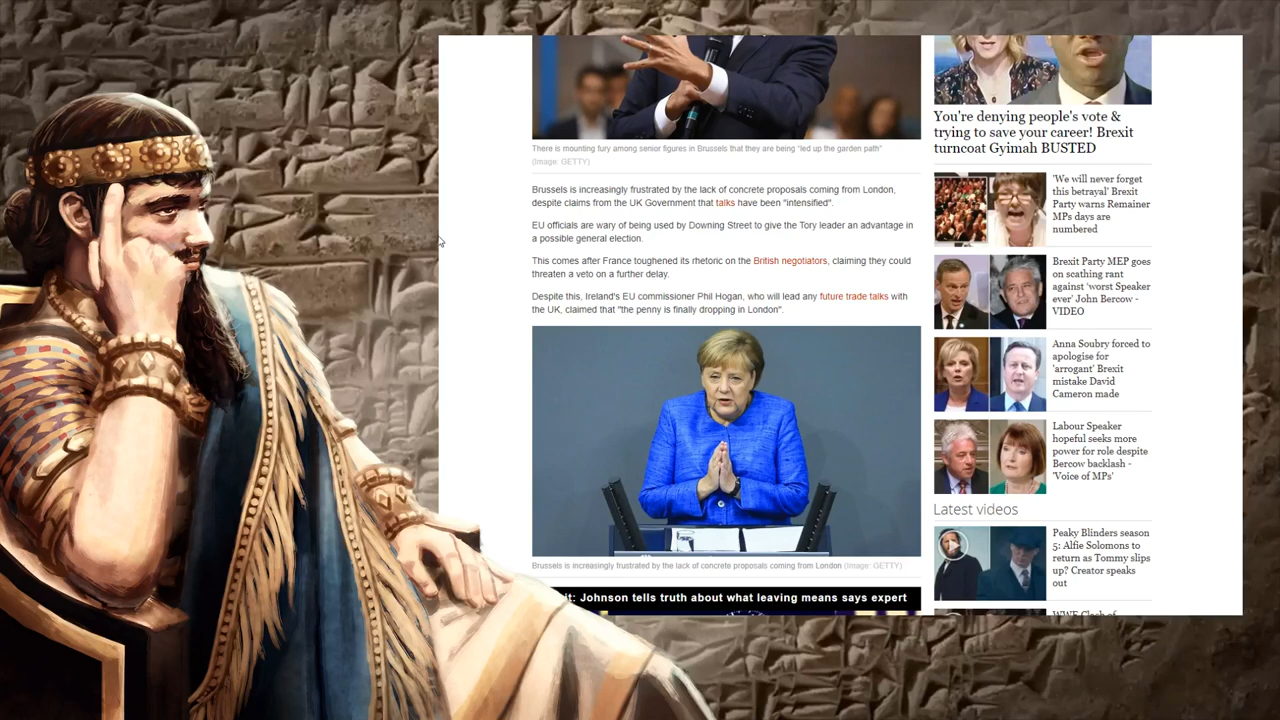 There is mounting fury among senior figures in Brussels that they are being "led up the garden path"
(Image: GETTY)
Brussels is increasingly frustrated by the lack of concrete proposals coming from London,
despite claims from the UK Government that talks have been "intensified".
EU officials are wary of being used by Downing Street to give the Tory leader an advantage in
a possible general election.
This comes after France toughened its rhetoric on the British negotiators, claiming they could
threaten a veto on a further delay.
Despite this, Ireland's EU commissioner Phil Hogan, who will lead any future trade talks with
the UK, claimed that "the penny is finally dropping in London".
Brussels is increasingly frustrated by the lack of concrete proposals coming from London (Image: GETTY)
it: Johnson tells truth about what leaving means says expert
You're denying people's vote &
trying to save your career! Brexit
turncoat Gyimah BUSTED
'We will never forget
this betrayal' Brexit
Party warns Remainer
MPs days are
numbered
Brexit Party MEP goes
on scathing rant
against 'worst Speaker
ever' John Bercow -
VIDEO
Anna Soubry forced to
apologise for
'arrogant' Brexit
mistake David
Cameron made
Labour Speaker
hopeful seeks more
power for role despite
Bercow backlash -
'Voice of MPs'
Latest videos
Peaky Blinders season
5: Alfie Solomons to
return as Tommy slips
up? Creator speaks
out
WWE Clash of